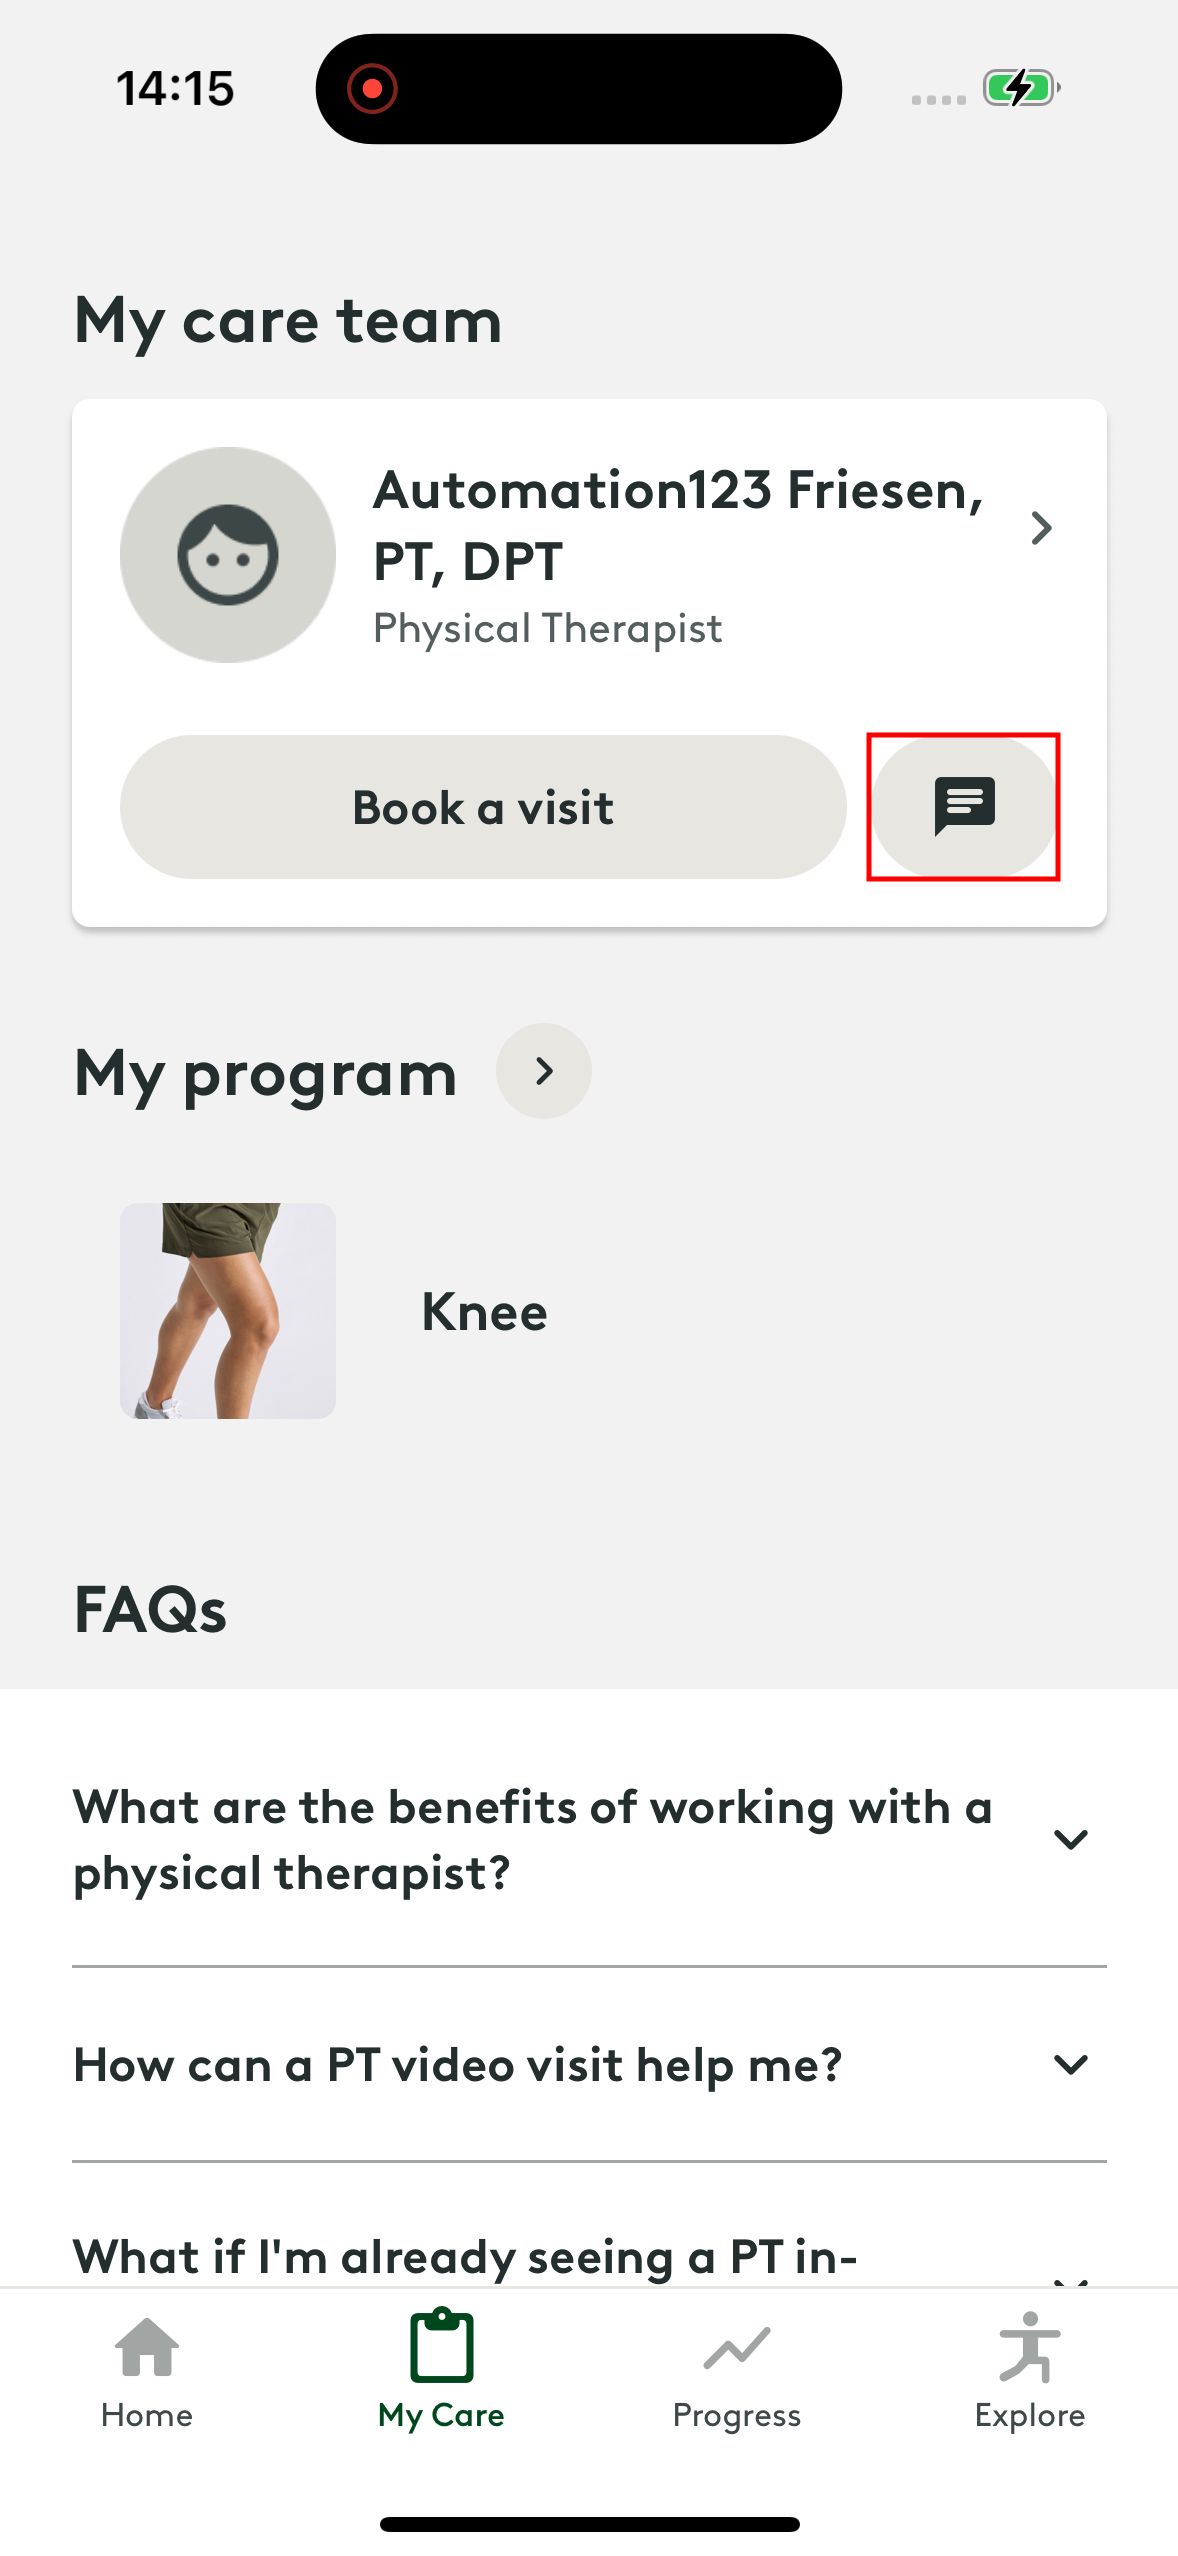 14:15
My care team
Automation123 Friesen,
PT, DPT
Physical Therapist
Book a visit
My program
Knee
FAQs
What are the benefits of working with a
physical therapist?
How can a PT video visit help me?
What if I'm already seeing a PT in-
Home
My Care
Progress
Explore